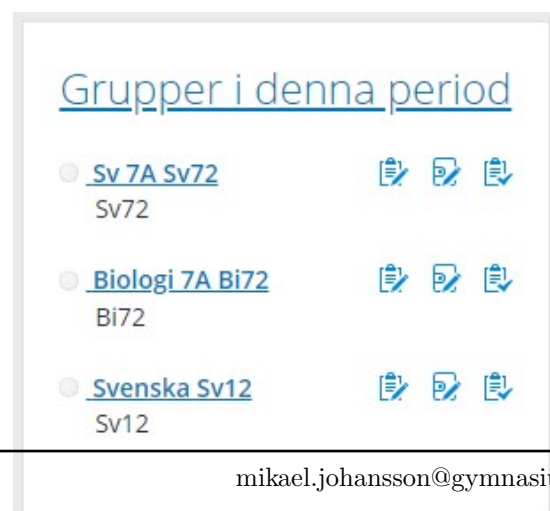 Grupper i denna period
Sv 7A Sv72
Sv72
Biologi 7A Bi72
Bi72
Svenska Sv12
Sv12